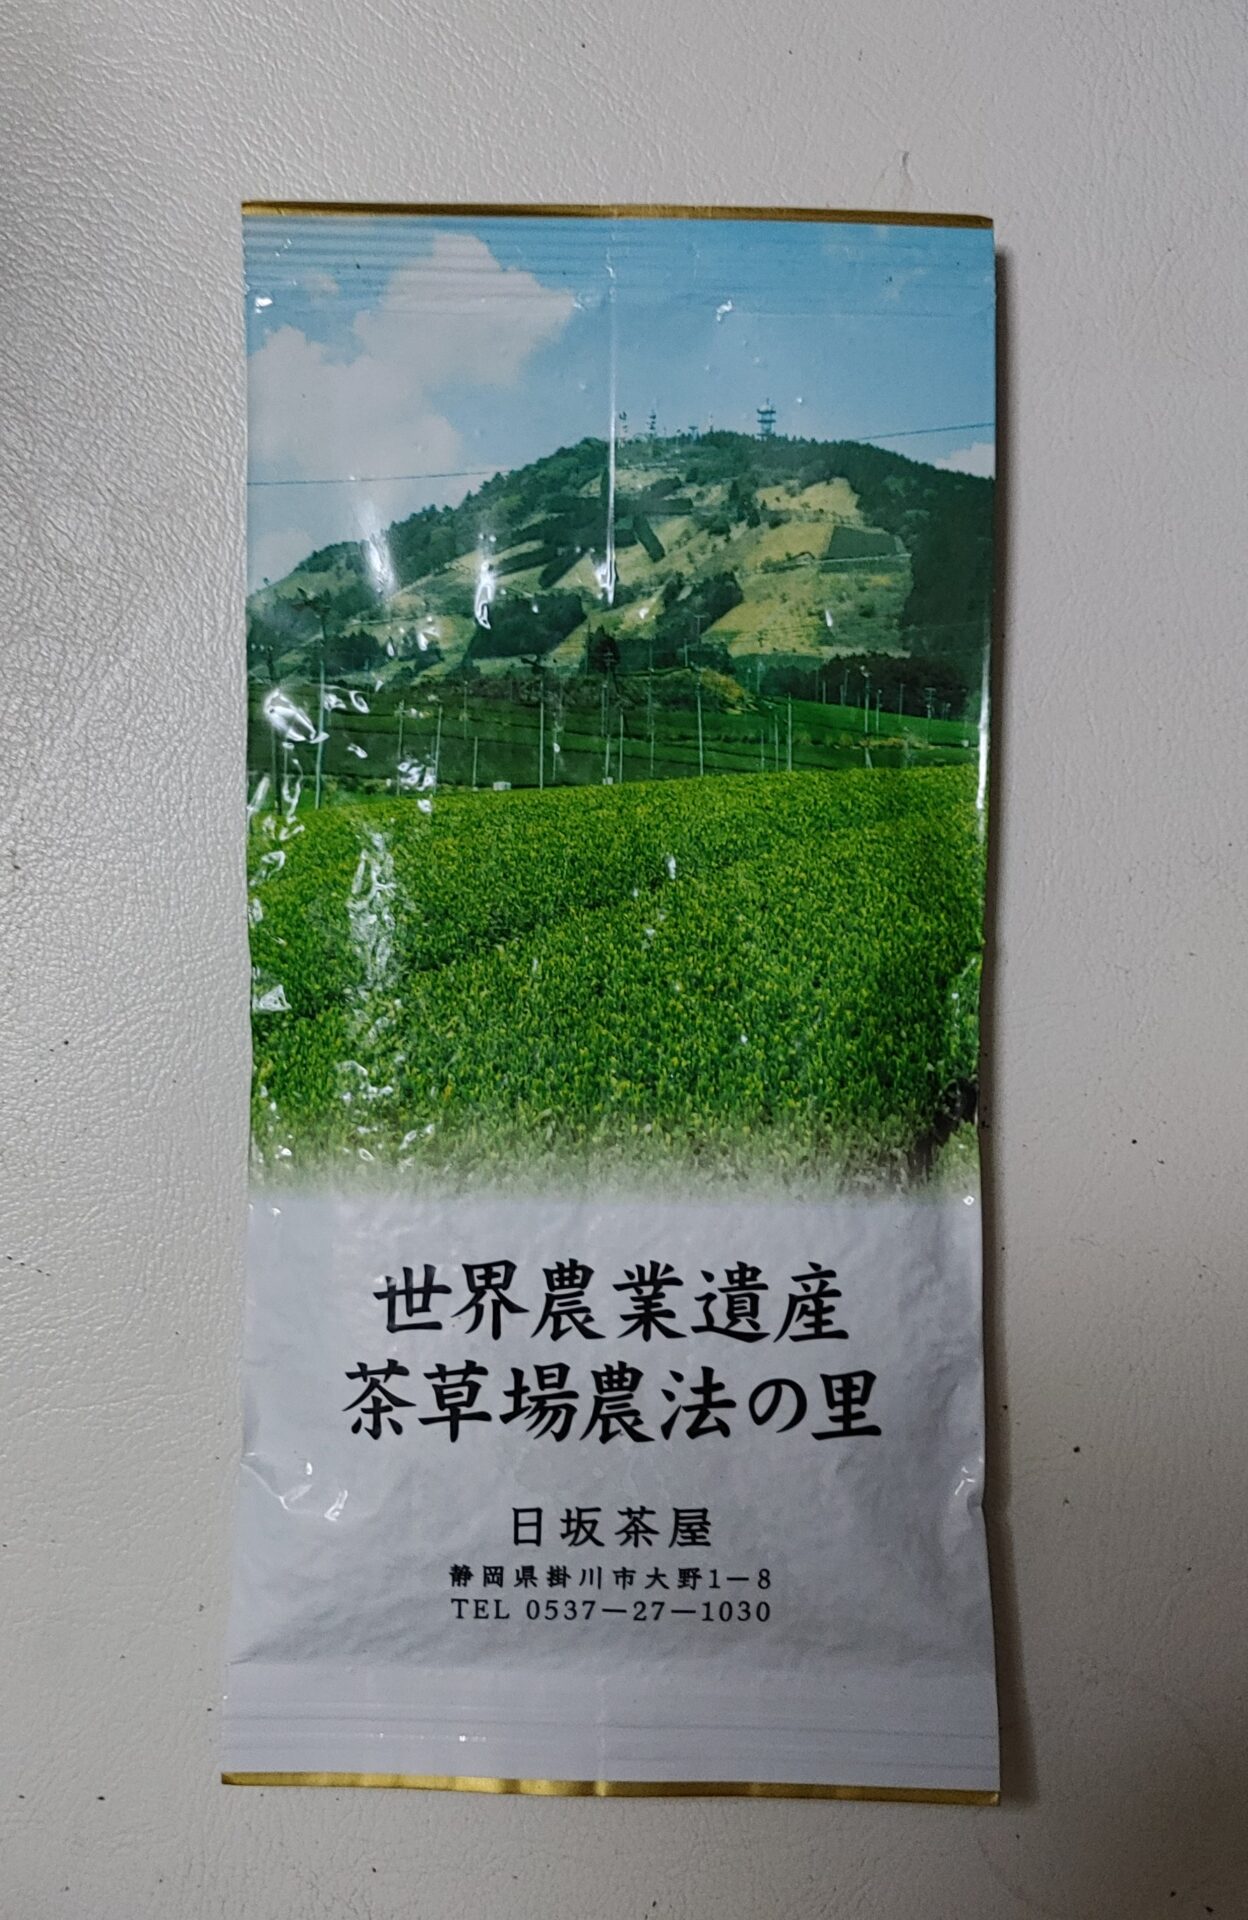 世界農業遺産
茶草場農法の里
日坂茶屋
静岡県掛川市大野1－8
TEL 0537－27－1030